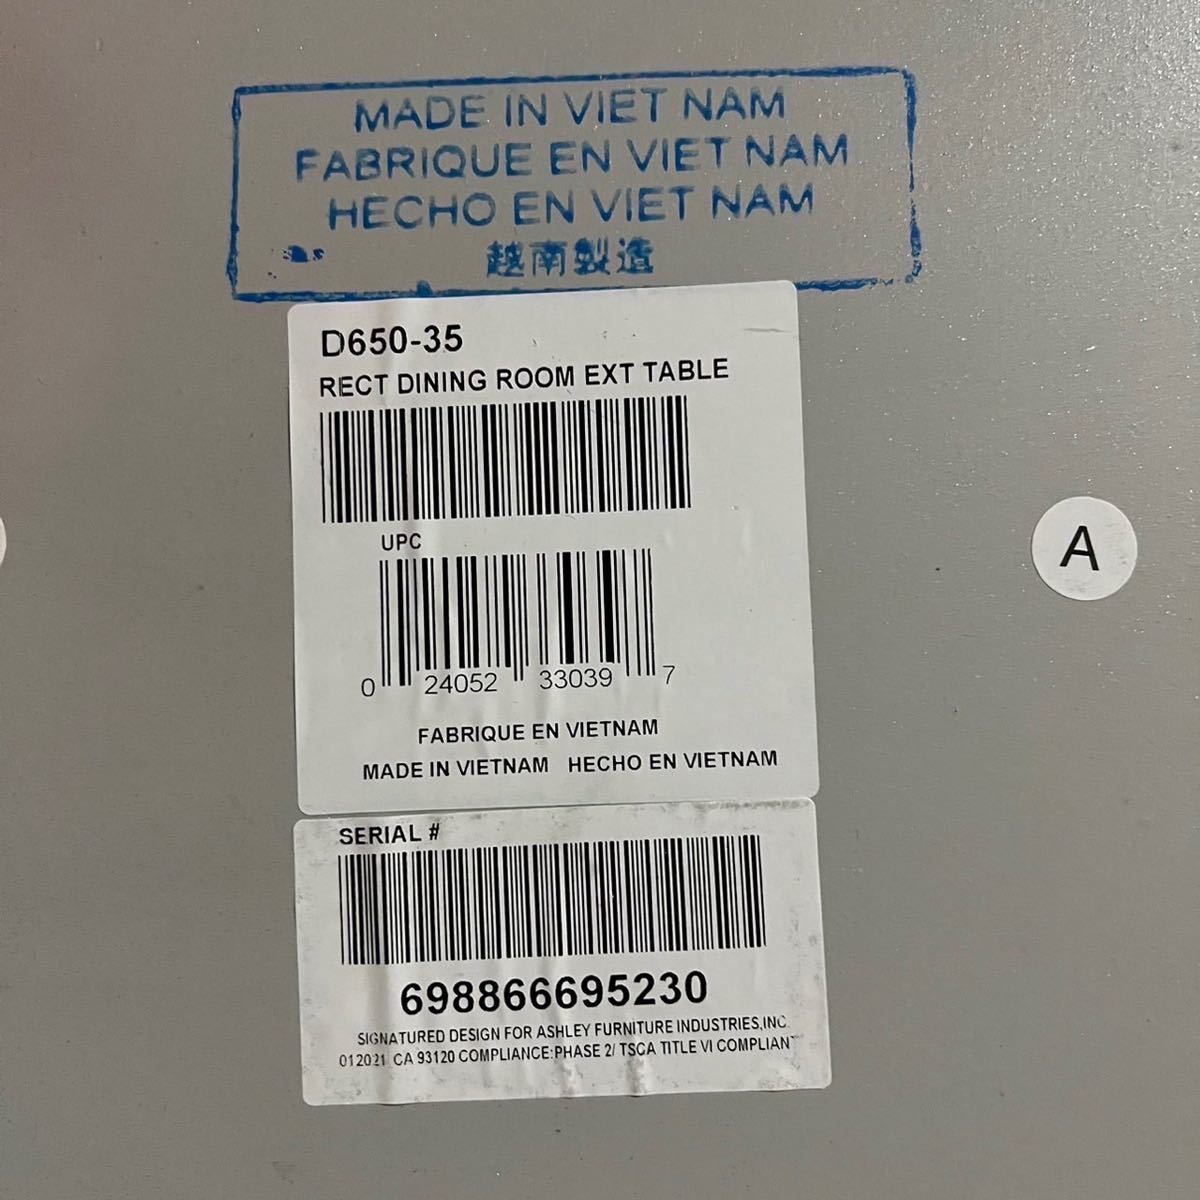 MADE IN VIET NAM
FABRIQUE EN VIET NAM
HECHO EN VIET NAM
越南製造
D650-35
RECT DINING ROOM EXT TABLE
UPC
0 24052 33039 7
FABRIQUE EN VIETNAM
MADE IN VIETNAM HECHO EN VIETNAM
A
SERIAL #
698866695230
SIGNATURED DESIGN FOR ASHLEY FURNITURE INDUSTRIES,INC.
012021 CA 93120 COMPLIANCE:PHASE 2/ TSCA TITLE VI COMPLIANT